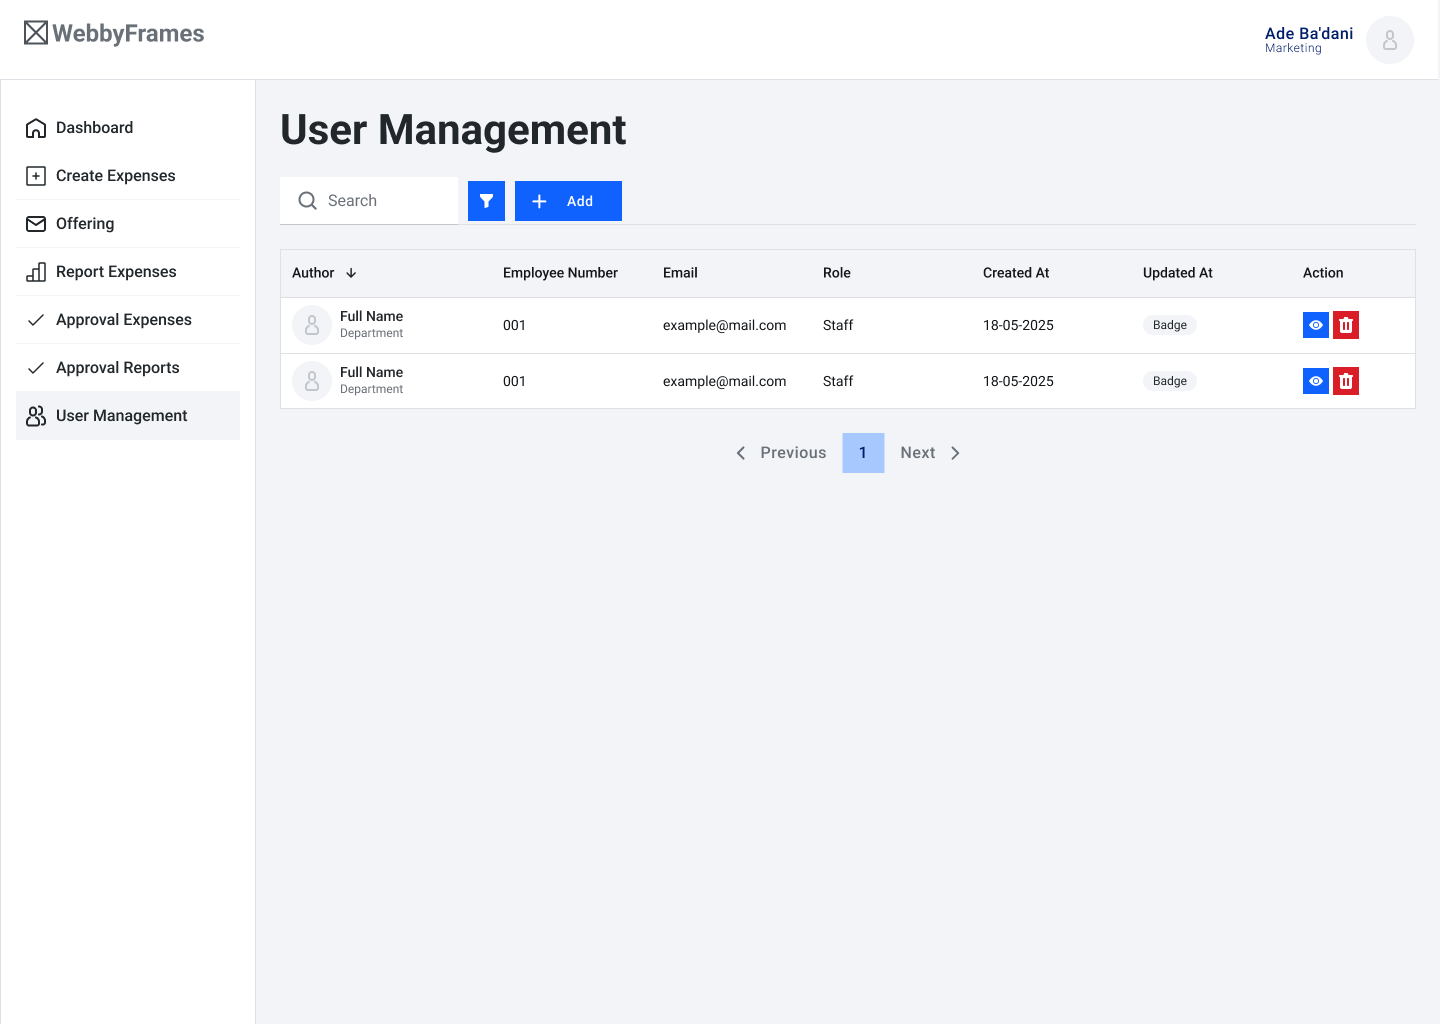 WebbyFrames
Ade Ba'dani
Marketing
Dashboard
Create Expenses
Offering
Report Expenses
Approval Expenses
Approval Reports
User Management
User Management
Search
Add
Author Employee Number Email Role Created At Updated At Action
Full Name
Department
001 example@mail.com Staff 18-05-2025 Badge
Full Name
Department
001 example@mail.com Staff 18-05-2025 Badge
Previous 1 Next